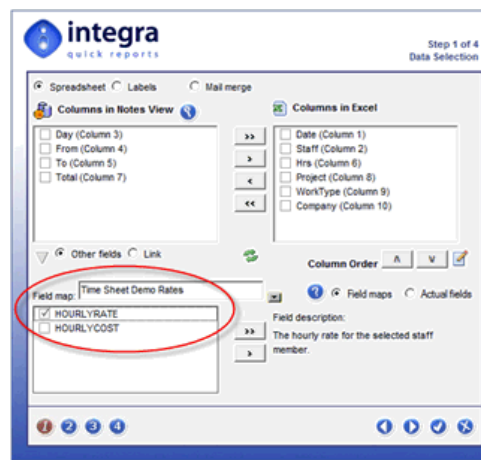 integra
quick reports
Step 1 of 4
Data Selection
Spreadsheet Labels Mail merge
Columns in Notes View
Columns in Excel
Day (Column 3)
From (Column 4)
To (Column 5)
Total (Column 7)
>>
>
<
<<
Date (Column 1)
Staff (Column 2)
Hrs (Column 6)
Project (Column 8)
WorkType (Column 9)
Company (Column 10)
Other fields Link
Column Order
Field map: Time Sheet Demo Rates
Field maps Actual fields
HOURLYRATE
HOURLYCOST
>>
>
Field description:
The hourly rate for the selected staff
member.
1 2 3 4